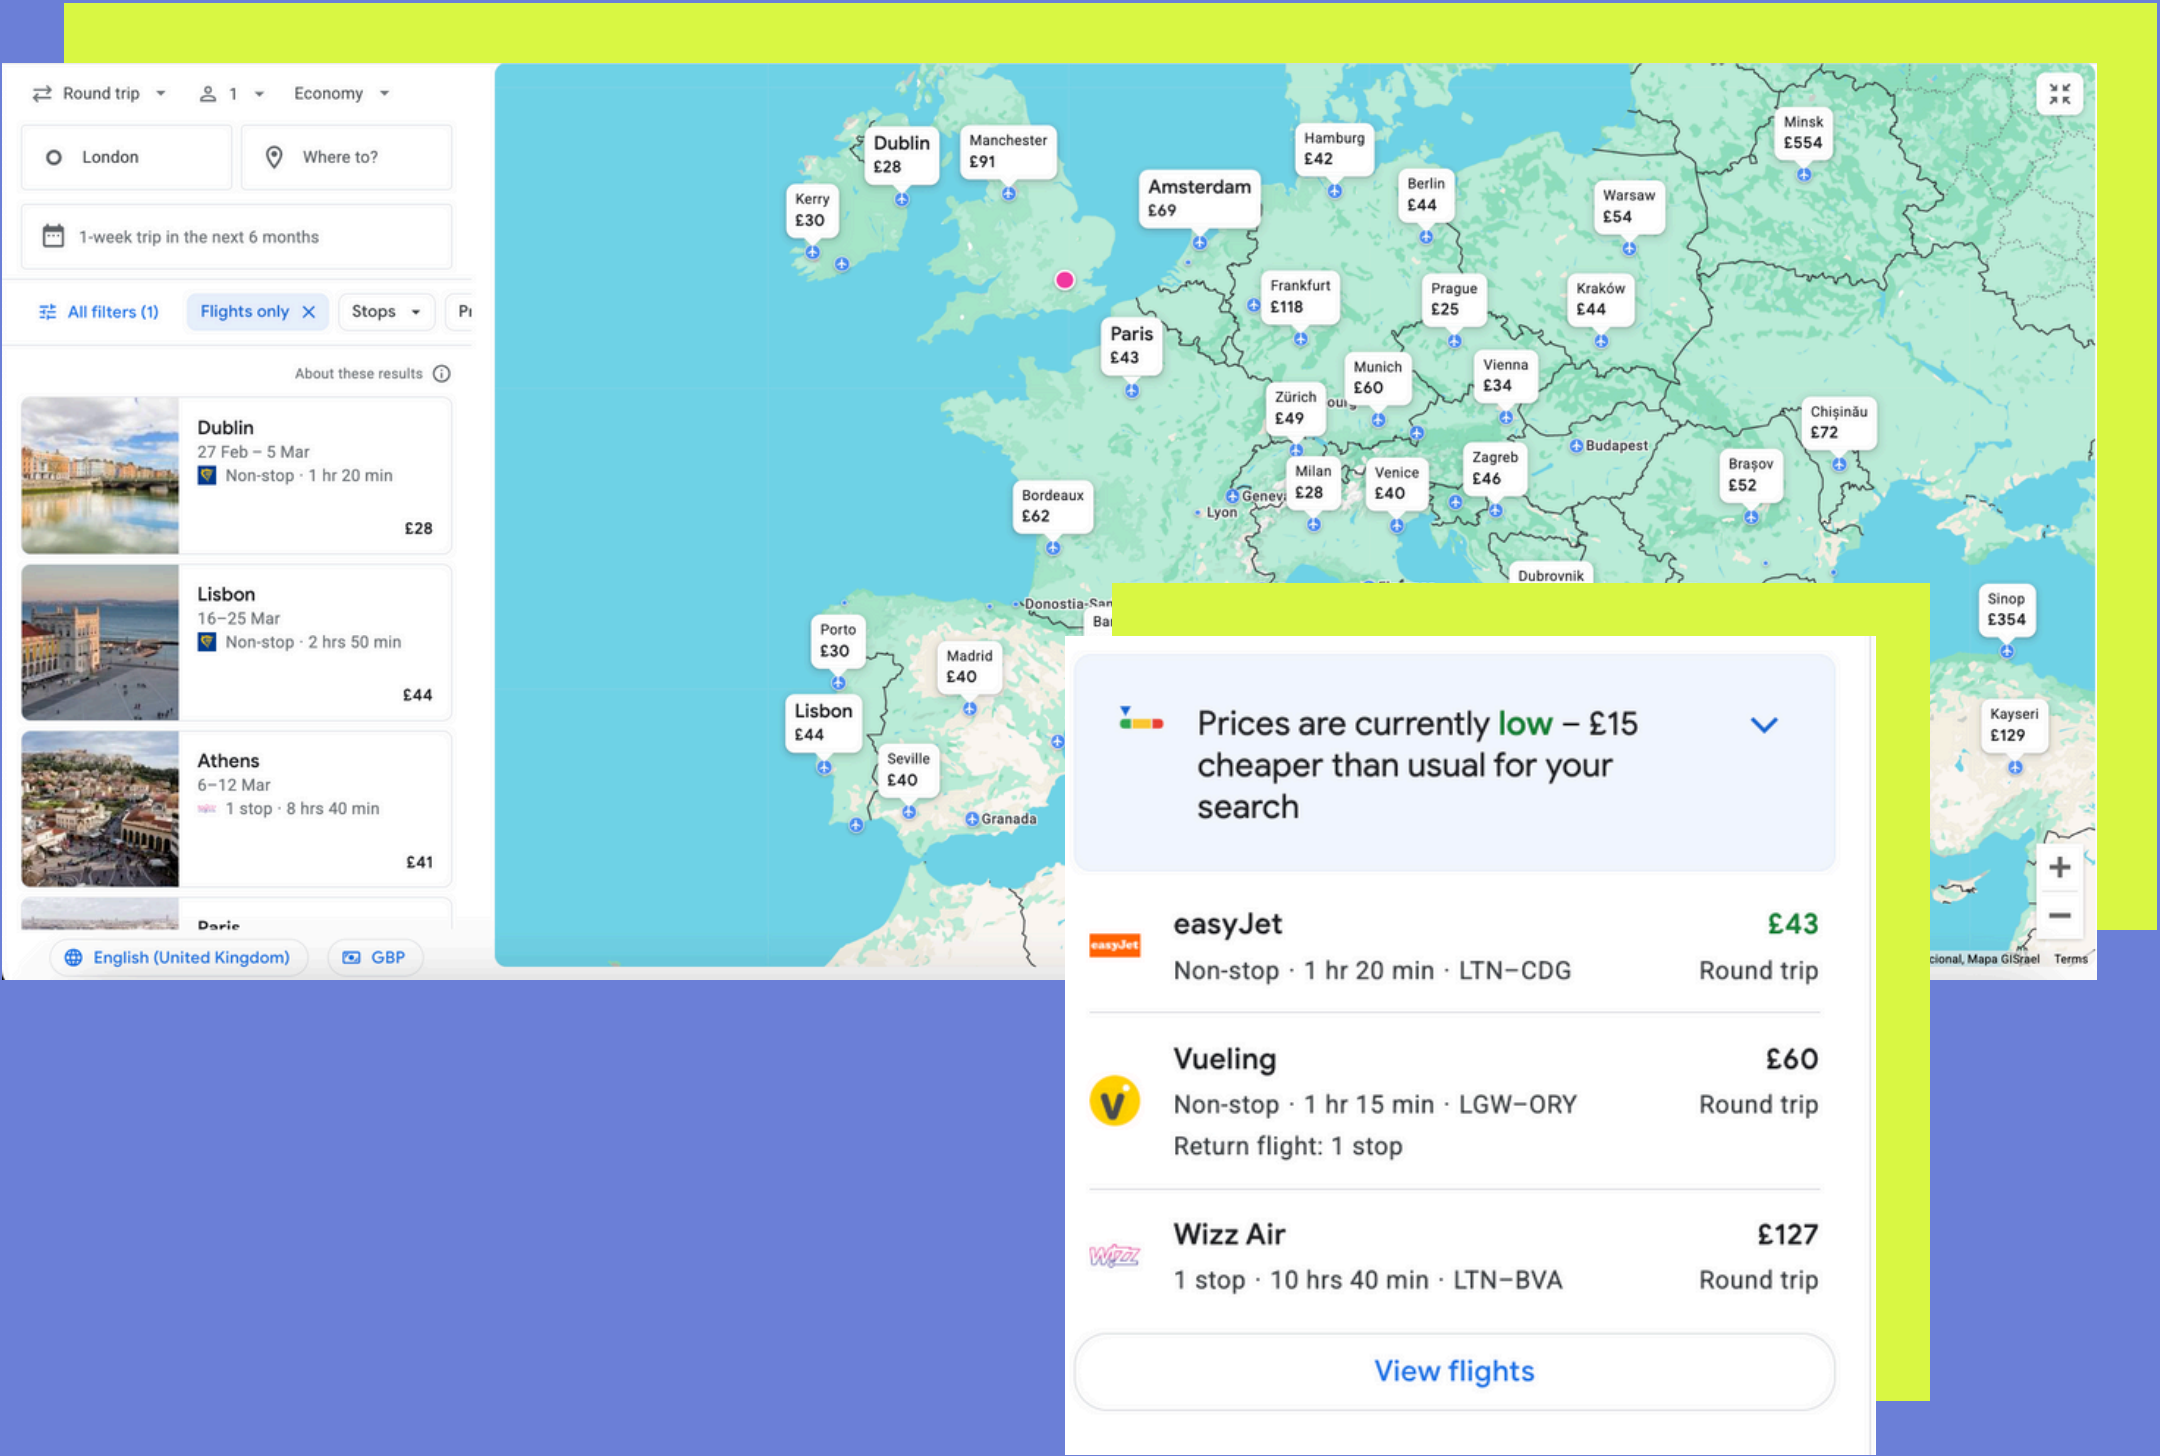 Round trip
1
Economy
London
Where to?
1-week trip in the next 6 months
All filters (1)
Flights only
Stops
About these results
Dublin
27 Feb – 5 Mar
Non-stop · 1 hr 20 min
£28
Lisbon
16–25 Mar
Non-stop · 2 hrs 50 min
£44
Athens
6–12 Mar
1 stop · 8 hrs 40 min
£41
Paris
English (United Kingdom)
GBP
Dublin
£28
Manchester
£91
Kerry
£30
Amsterdam
£69
Hamburg
£42
Berlin
£44
Warsaw
£54
Minsk
£554
Frankfurt
£118
Prague
£25
Kraków
£44
Paris
£43
Munich
£60
Vienna
£34
Zürich
£49
Chișinău
£72
Budapest
Milan
£28
Venice
£40
Zagreb
£46
Brașov
£52
Bordeaux
£62
Lyon
Dubrovnik
Porto
£30
Madrid
£40
Lisbon
£44
Seville
£40
Granada
Sinop
£354
Kayseri
£129
Mapa GISrael
Terms
Prices are currently low – £15
cheaper than usual for your
search
easyJet
easyJet
£43
Non-stop · 1 hr 20 min · LTN–CDG
Round trip
Vueling
£60
Non-stop · 1 hr 15 min · LGW–ORY
Round trip
Return flight: 1 stop
Wizz Air
£127
WIZZ
1 stop · 10 hrs 40 min · LTN–BVA
Round trip
View flights